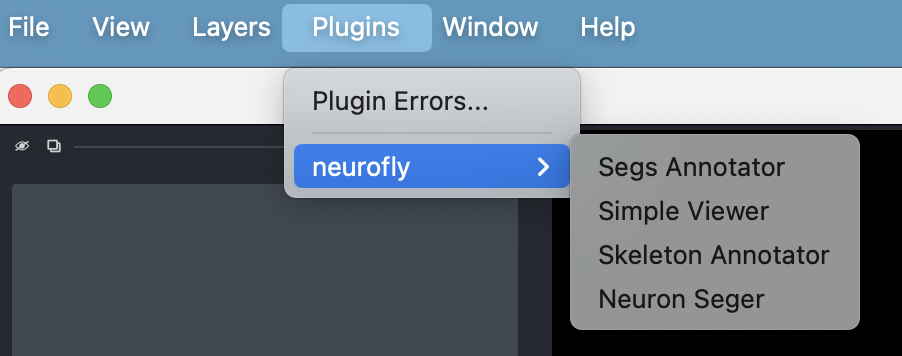 File View Layers Plugins Window Help
Plugin Errors...
neurofly
Segs Annotator
Simple Viewer
Skeleton Annotator
Neuron Seger